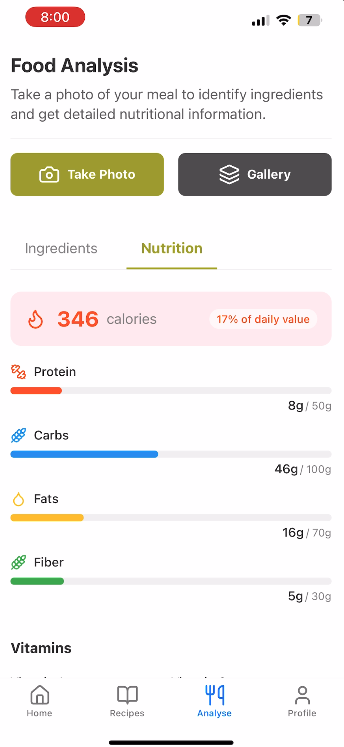 8:00
7
Food Analysis
Take a photo of your meal to identify ingredients
and get detailed nutritional information.
Take Photo
Gallery
Ingredients
Nutrition
346 calories
17% of daily value
Protein
8g / 50g
Carbs
46g / 100g
Fats
16g / 70g
Fiber
5g / 30g
Vitamins
Home
Recipes
Analyse
Profile